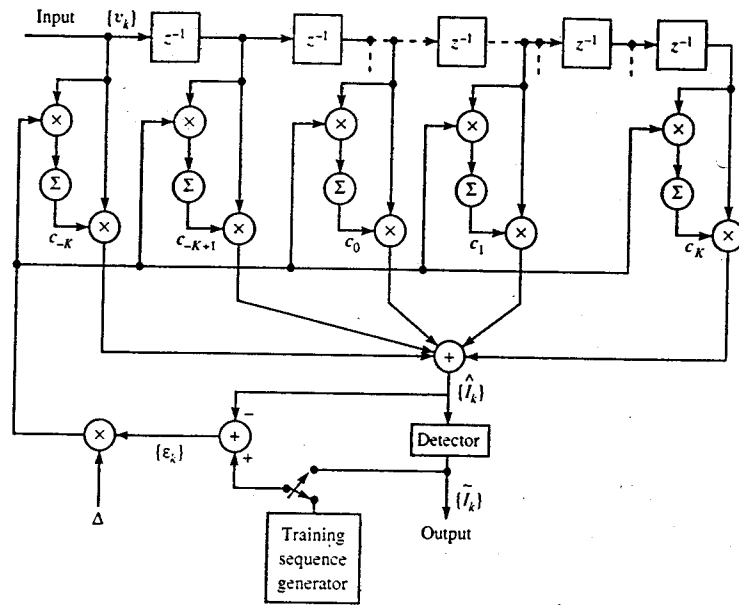 Input {v_k} z⁻¹ z⁻¹ z⁻¹ z⁻¹ z⁻¹
× × × × ×
Σ Σ Σ Σ Σ
× × × × ×
c_{-K} c_{-K+1} c_0 c_1 c_K
+
{Î_k}
−
× {ε_k} + Detector
+
Δ {Ĩ_k}
Output
Training
sequence
generator